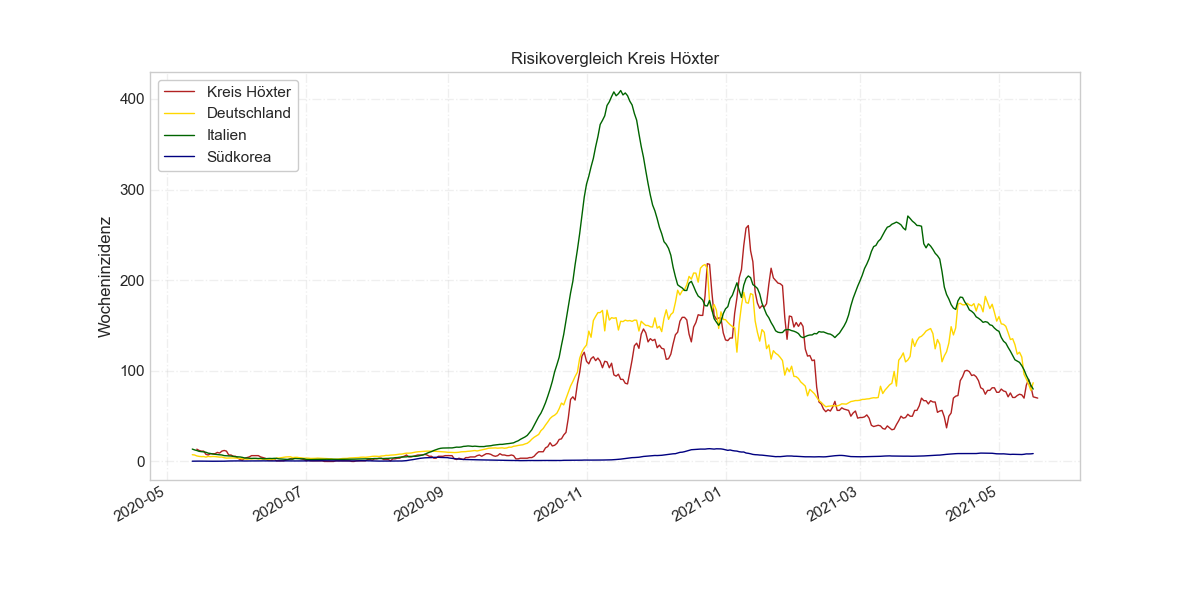 Risikovergleich Kreis Höxter
Kreis Höxter
Deutschland
Italien
Südkorea
Wocheninzidenz
400
300
200
100
0
2020-05
2020-07
2020-09
2020-11
2021-01
2021-03
2021-05